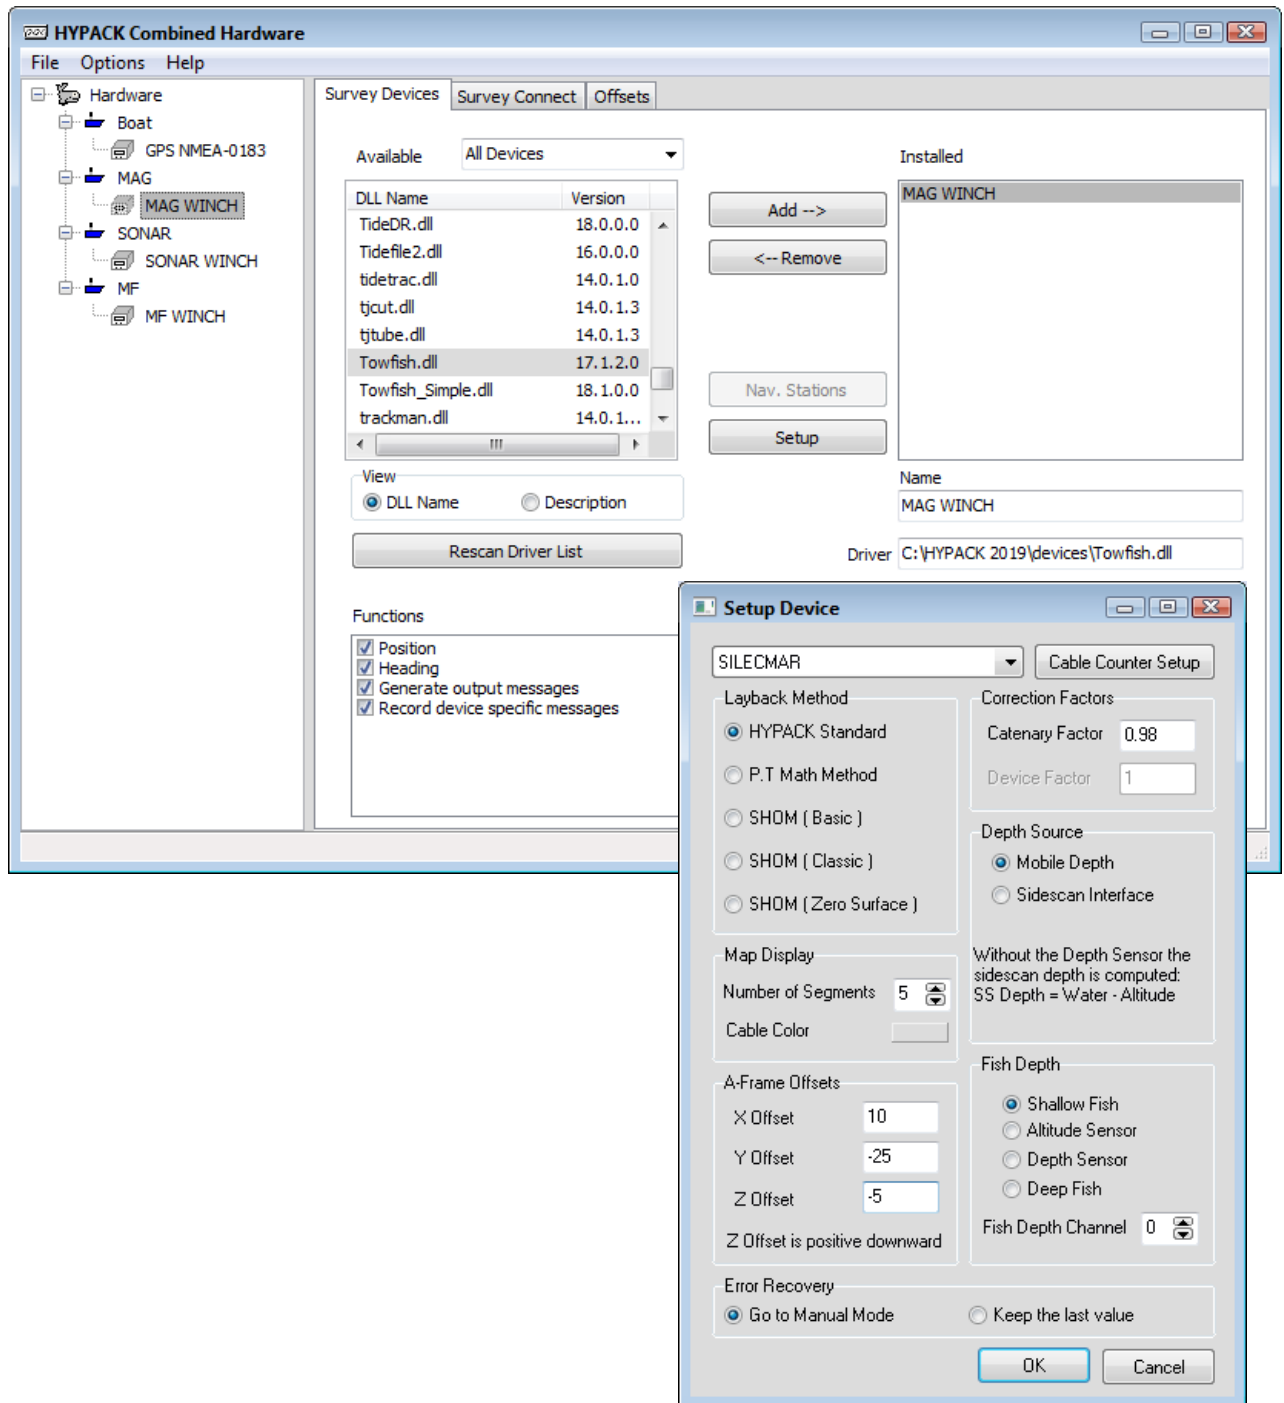 HYPACK Combined Hardware
File Options Help
Hardware
Boat
GPS NMEA-0183
MAG
MAG WINCH
SONAR
SONAR WINCH
MF
MF WINCH
Survey Devices Survey Connect Offsets
Available All Devices
DLL Name Version
TideDR.dll 18.0.0.0
Tidefile2.dll 16.0.0.0
tidetrac.dll 14.0.1.0
tjcut.dll 14.0.1.3
tjtube.dll 14.0.1.3
Towfish.dll 17.1.2.0
Towfish_Simple.dll 18.1.0.0
trackman.dll 14.0.1...
View
DLL Name Description
Rescan Driver List
Functions
Position
Heading
Generate output messages
Record device specific messages
Add -->
<-- Remove
Nav. Stations
Setup
Installed
MAG WINCH
Name
MAG WINCH
Driver C:\HYPACK 2019\devices\Towfish.dll
Setup Device
SILECMAR Cable Counter Setup
Layback Method
HYPACK Standard
P.T Math Method
SHOM ( Basic )
SHOM ( Classic )
SHOM ( Zero Surface )
Correction Factors
Catenary Factor 0.98
Device Factor 1
Depth Source
Mobile Depth
Sidescan Interface
Without the Depth Sensor the
sidescan depth is computed:
SS Depth = Water - Altitude
Map Display
Number of Segments 5
Cable Color
A-Frame Offsets
X Offset 10
Y Offset -25
Z Offset -5
Z Offset is positive downward
Fish Depth
Shallow Fish
Altitude Sensor
Depth Sensor
Deep Fish
Fish Depth Channel 0
Error Recovery
Go to Manual Mode Keep the last value
OK Cancel